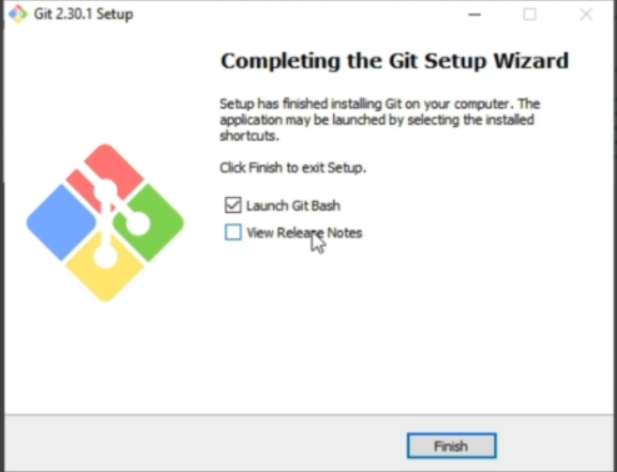 Git 2.30.1 Setup
Completing the Git Setup Wizard
Setup has finished installing Git on your computer. The
application may be launched by selecting the installed
shortcuts.
Click Finish to exit Setup.
Launch Git Bash
View Release Notes
Finish